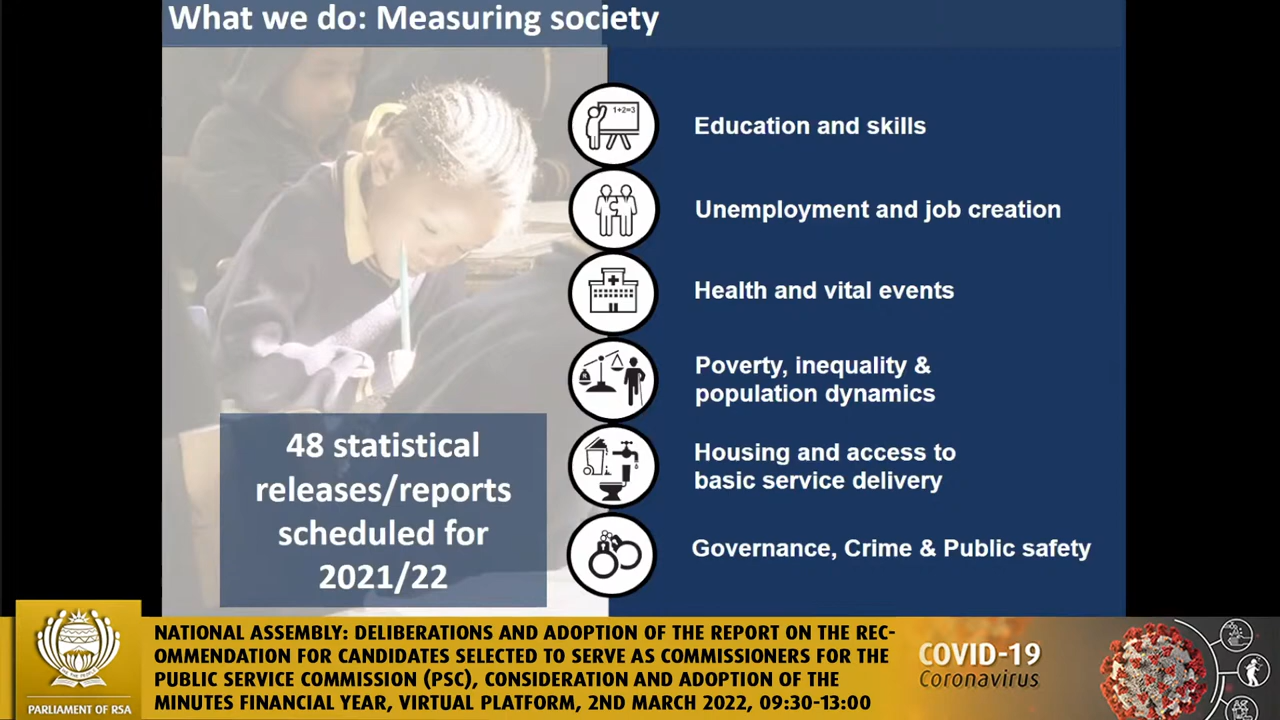 What we do: Measuring society
1+2=3
Education and skills
Unemployment and job creation
Health and vital events
Poverty, inequality &
population dynamics
Housing and access to
basic service delivery
Governance, Crime & Public safety
48 statistical
releases/reports
scheduled for
2021/22
NATIONAL ASSEMBLY: DELIBERATIONS AND ADOPTION OF THE REPORT ON THE REC-
OMMENDATION FOR CANDIDATES SELECTED TO SERVE AS COMMISSIONERS FOR THE
PUBLIC SERVICE COMMISSION (PSC), CONSIDERATION AND ADOPTION OF THE
MINUTES FINANCIAL YEAR, VIRTUAL PLATFORM, 2ND MARCH 2022, 09:30-13:00
PARLIAMENT OF RSA
COVID-19
Coronavirus